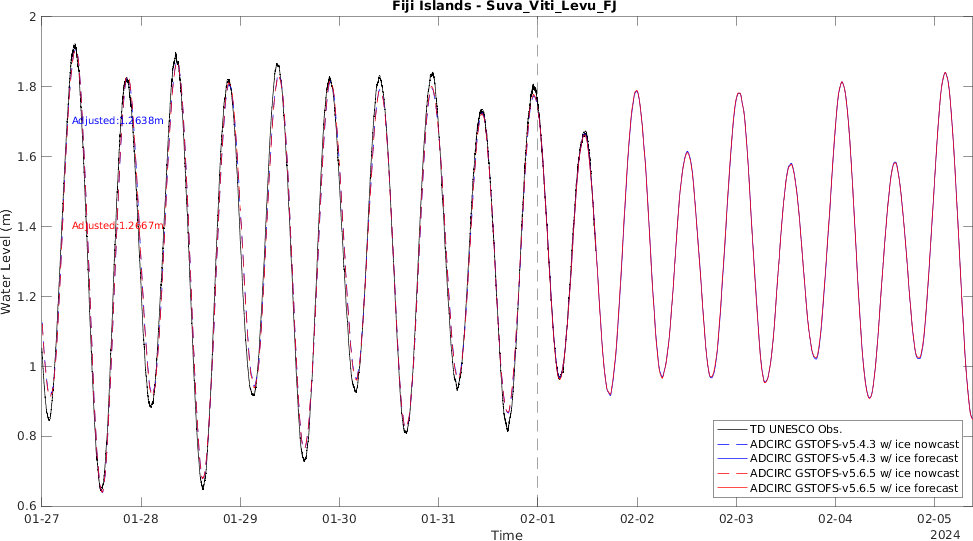 Fiji Islands - Suva_Viti_Levu_FJ
2
1.8
1.6
1.4
1.2
1
0.8
0.6
Water Level (m)
Adjusted:1.2638m
Adjusted:1.2667m
TD UNESCO Obs.
ADCIRC GSTOFS-v5.4.3 w/ ice nowcast
ADCIRC GSTOFS-v5.4.3 w/ ice forecast
ADCIRC GSTOFS-v5.6.5 w/ ice nowcast
ADCIRC GSTOFS-v5.6.5 w/ ice forecast
01-27 01-28 01-29 01-30 01-31 02-01 02-02 02-03 02-04 02-05
2024
Time